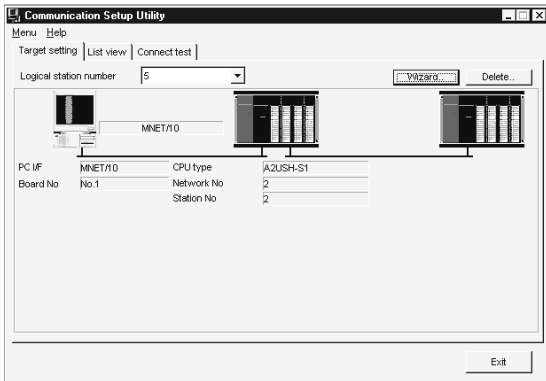 Communication Setup Utility
Menu Help
Target setting List view Connect test
Logical station number 5 Wizard... Delete..
MNET/10
PC I/F MNET/10 CPU type A2USH-S1
Board No No.1 Network No 2
Station No 2
Exit